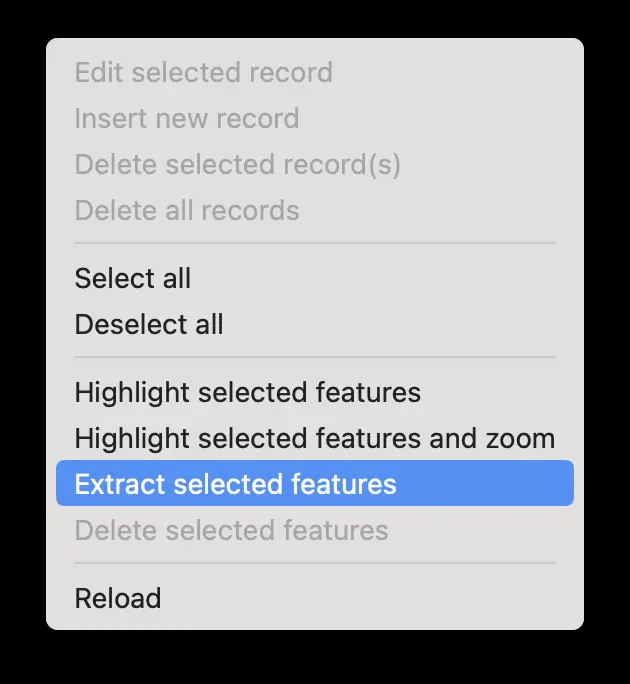 Edit selected record
Insert new record
Delete selected record(s)
Delete all records
Select all
Deselect all
Highlight selected features
Highlight selected features and zoom
Extract selected features
Delete selected features
Reload